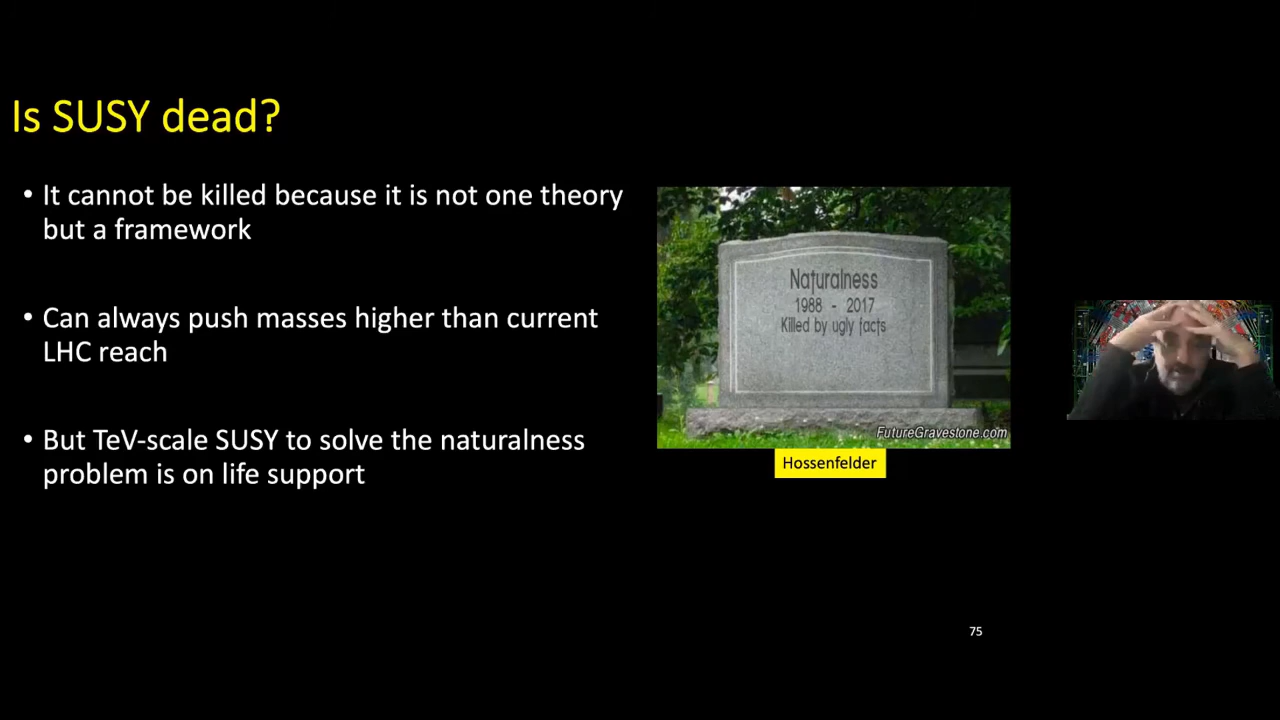 Is SUSY dead?
• It cannot be killed because it is not one theory
but a framework
• Can always push masses higher than current
LHC reach
• But TeV-scale SUSY to solve the naturalness
problem is on life support
Naturalness
1988 - 2017
Killed by ugly facts
FutureGravestone.com
Hossenfelder
75